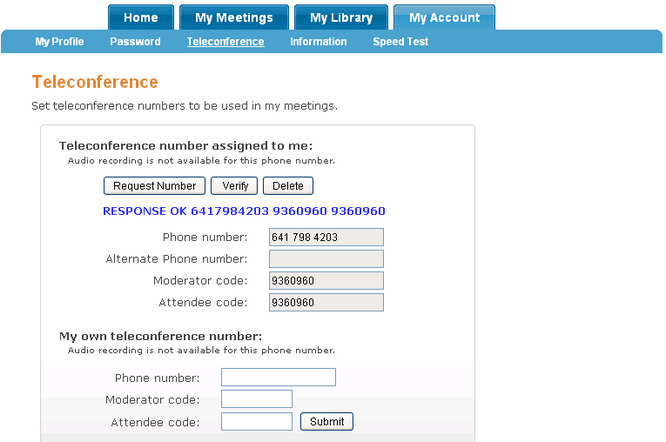 Home My Meetings My Library My Account
My Profile Password Teleconference Information Speed Test
Teleconference
Set teleconference numbers to be used in my meetings.
Teleconference number assigned to me:
Audio recording is not available for this phone number.
Request Number Verify Delete
RESPONSE OK 6417984203 9360960 9360960
Phone number: 641 798 4203
Alternate Phone number:
Moderator code: 9360960
Attendee code: 9360960
My own teleconference number:
Audio recording is not available for this phone number.
Phone number:
Moderator code:
Attendee code: Submit